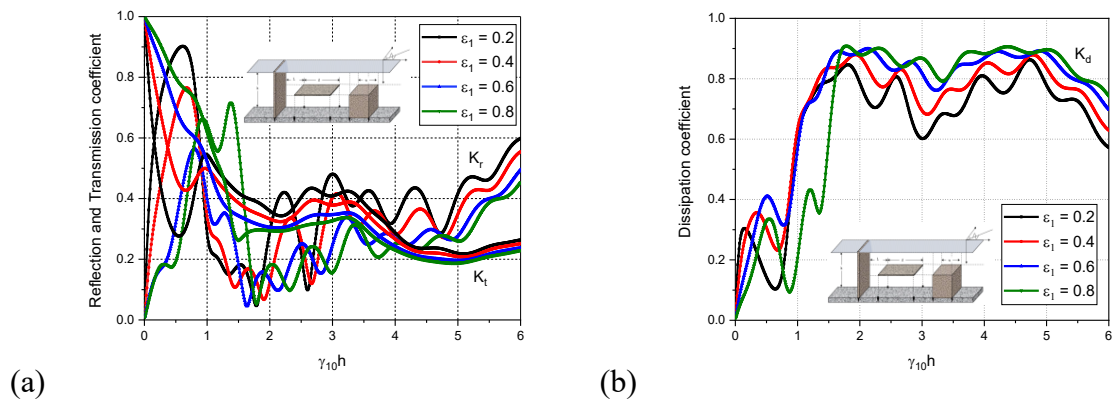 Reflection and Transmission coefficient
1.0
0.8
0.6
0.4
0.2
0.0
0 1 2 3 4 5 6
γ₁₀h
ε₁ = 0.2
ε₁ = 0.4
ε₁ = 0.6
ε₁ = 0.8
Kᵣ
Kₜ
(a)
Dissipation coefficient
1.0
0.8
0.6
0.4
0.2
0.0
0 1 2 3 4 5 6
γ₁₀h
K_d
ε₁ = 0.2
ε₁ = 0.4
ε₁ = 0.6
ε₁ = 0.8
(b)